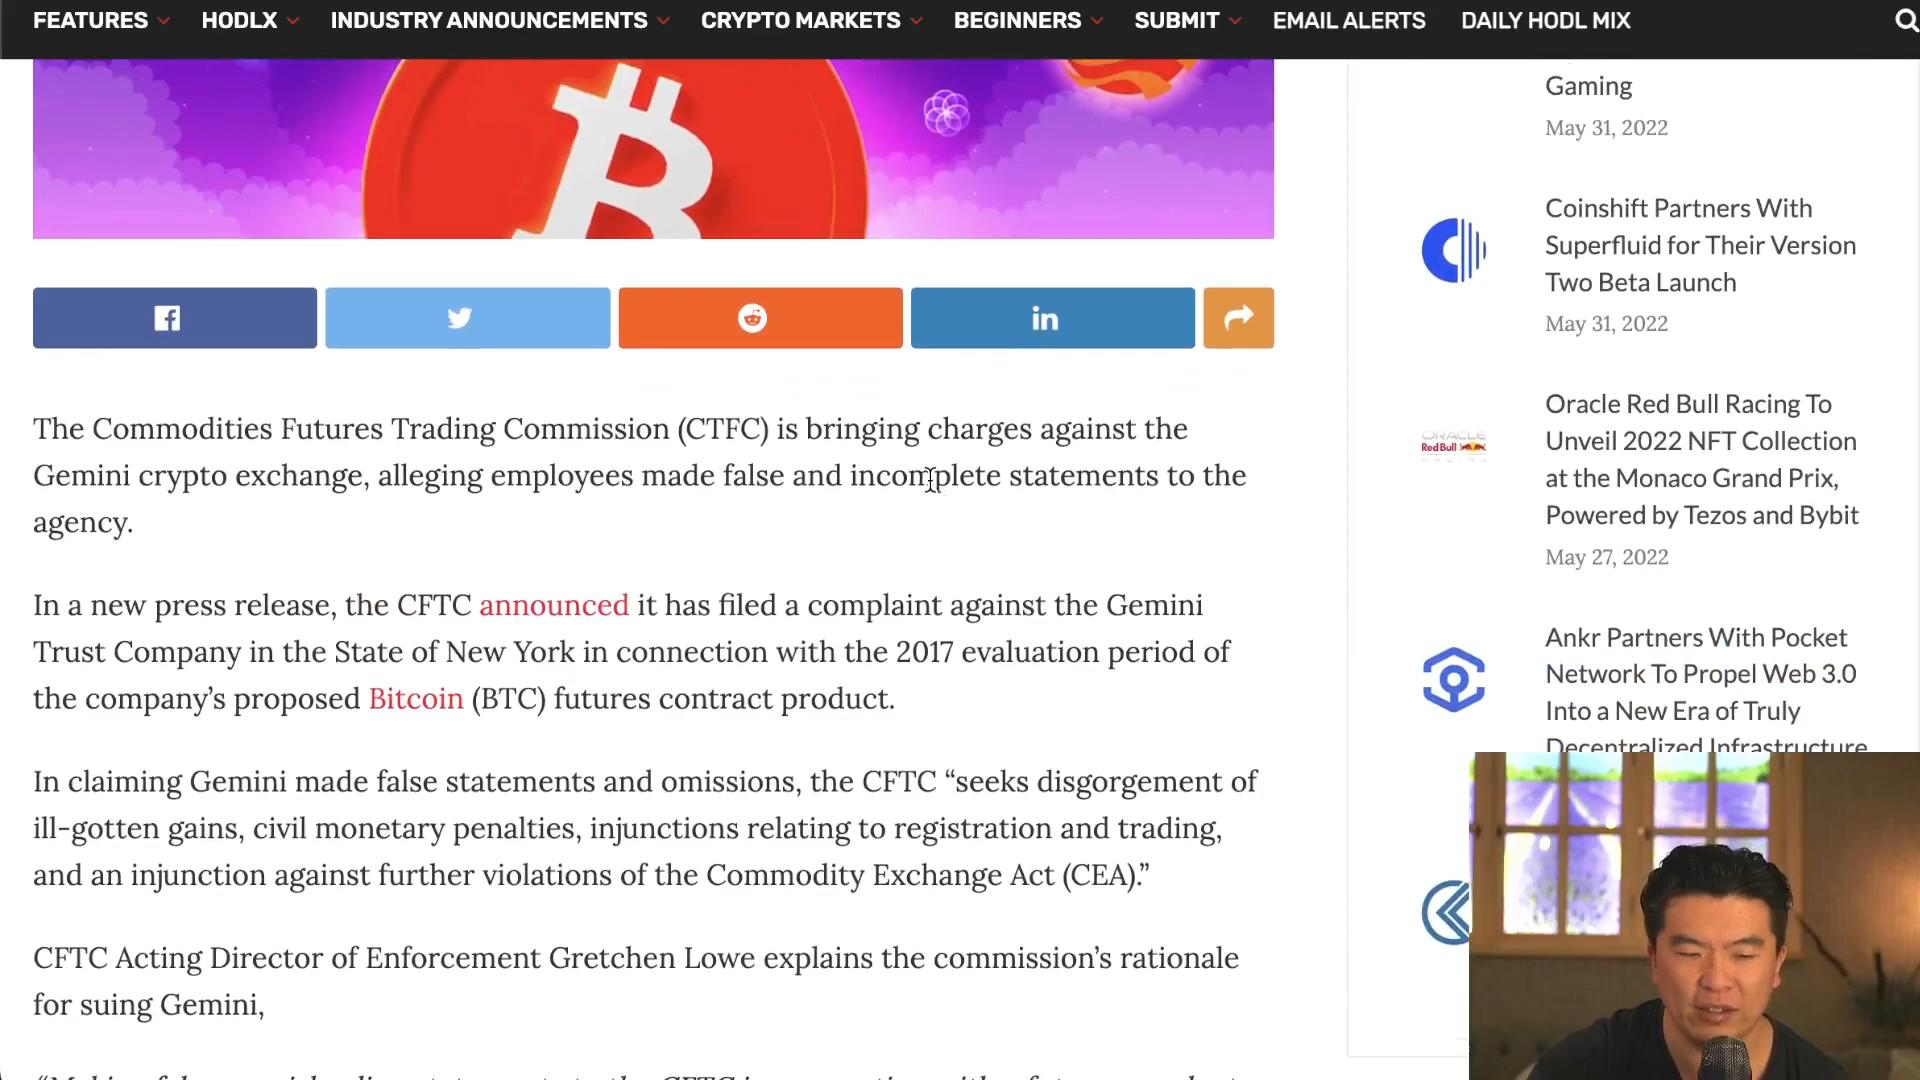 FEATURES HODLX INDUSTRY ANNOUNCEMENTS CRYPTO MARKETS BEGINNERS SUBMIT EMAIL ALERTS DAILY HODL MIX
The Commodities Futures Trading Commission (CTFC) is bringing charges against the
Gemini crypto exchange, alleging employees made false and incomplete statements to the
agency.
In a new press release, the CFTC announced it has filed a complaint against the Gemini
Trust Company in the State of New York in connection with the 2017 evaluation period of
the company’s proposed Bitcoin (BTC) futures contract product.
In claiming Gemini made false statements and omissions, the CFTC “seeks disgorgement of
ill-gotten gains, civil monetary penalties, injunctions relating to registration and trading,
and an injunction against further violations of the Commodity Exchange Act (CEA).”
CFTC Acting Director of Enforcement Gretchen Lowe explains the commission’s rationale
for suing Gemini,
Gaming
May 31, 2022
Coinshift Partners With
Superfluid for Their Version
Two Beta Launch
May 31, 2022
ORACLE
Red Bull
Oracle Red Bull Racing To
Unveil 2022 NFT Collection
at the Monaco Grand Prix,
Powered by Tezos and Bybit
May 27, 2022
Ankr Partners With Pocket
Network To Propel Web 3.0
Into a New Era of Truly
Decentralized Infrastructure